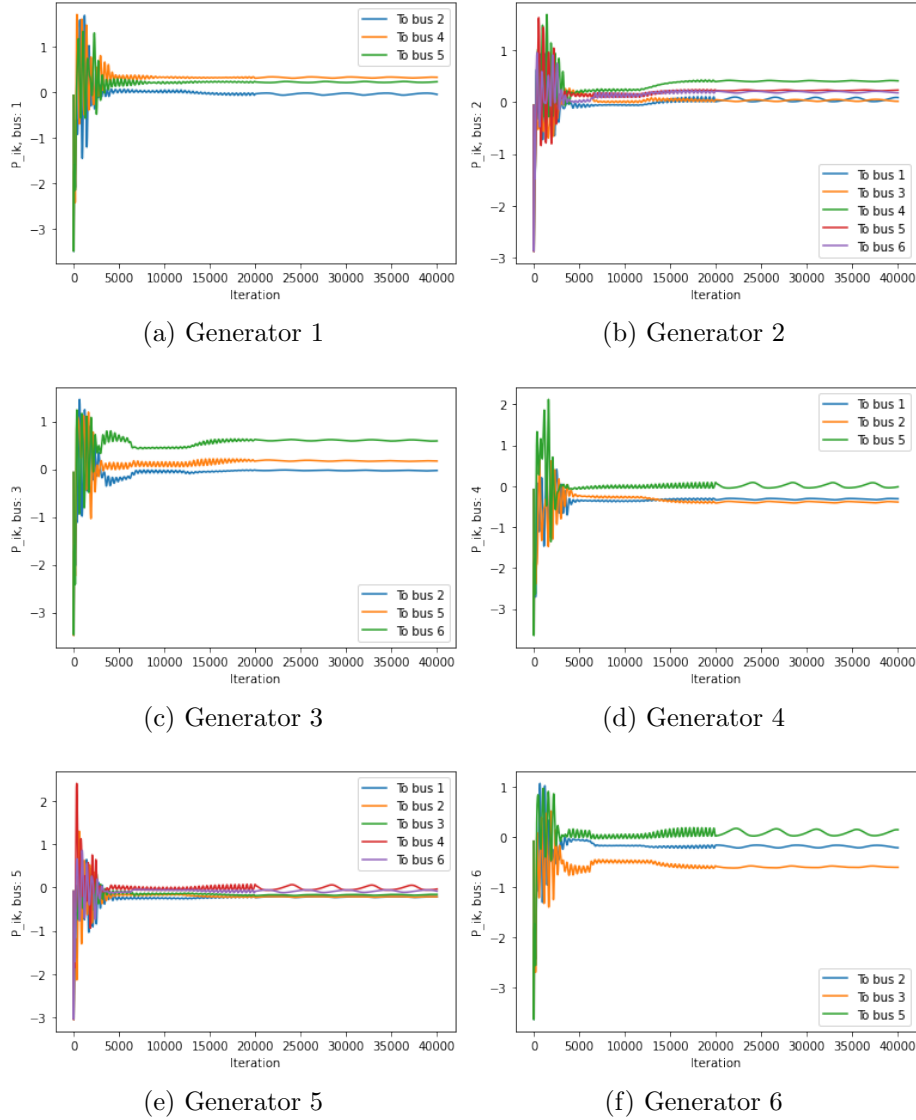 P_ik, bus: 1
1
0
−1
−2
−3
To bus 2
To bus 4
To bus 5
0 5000 10000 15000 20000 25000 30000 35000 40000
Iteration
(a) Generator 1
P_ik, bus: 2
1
0
−1
−2
−3
To bus 1
To bus 3
To bus 4
To bus 5
To bus 6
0 5000 10000 15000 20000 25000 30000 35000 40000
Iteration
(b) Generator 2
P_ik, bus: 3
1
0
−1
−2
−3
To bus 2
To bus 5
To bus 6
0 5000 10000 15000 20000 25000 30000 35000 40000
Iteration
(c) Generator 3
P_ik, bus: 4
2
1
0
−1
−2
−3
To bus 1
To bus 2
To bus 5
0 5000 10000 15000 20000 25000 30000 35000 40000
Iteration
(d) Generator 4
P_ik, bus: 5
2
1
0
−1
−2
−3
To bus 1
To bus 2
To bus 3
To bus 4
To bus 6
0 5000 10000 15000 20000 25000 30000 35000 40000
Iteration
(e) Generator 5
P_ik, bus: 6
1
0
−1
−2
−3
To bus 2
To bus 3
To bus 5
0 5000 10000 15000 20000 25000 30000 35000 40000
Iteration
(f) Generator 6